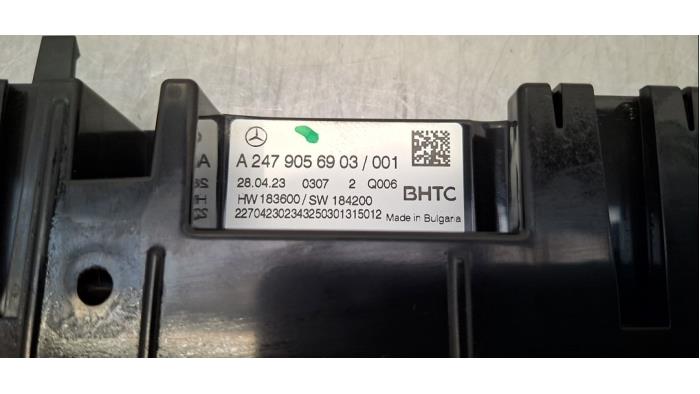 A 247 905 69 03 / 001
28.04.23 0307 2 Q006
HW 183600 / SW 184200
BHTC
227042302343250301315012 Made in Bulgaria